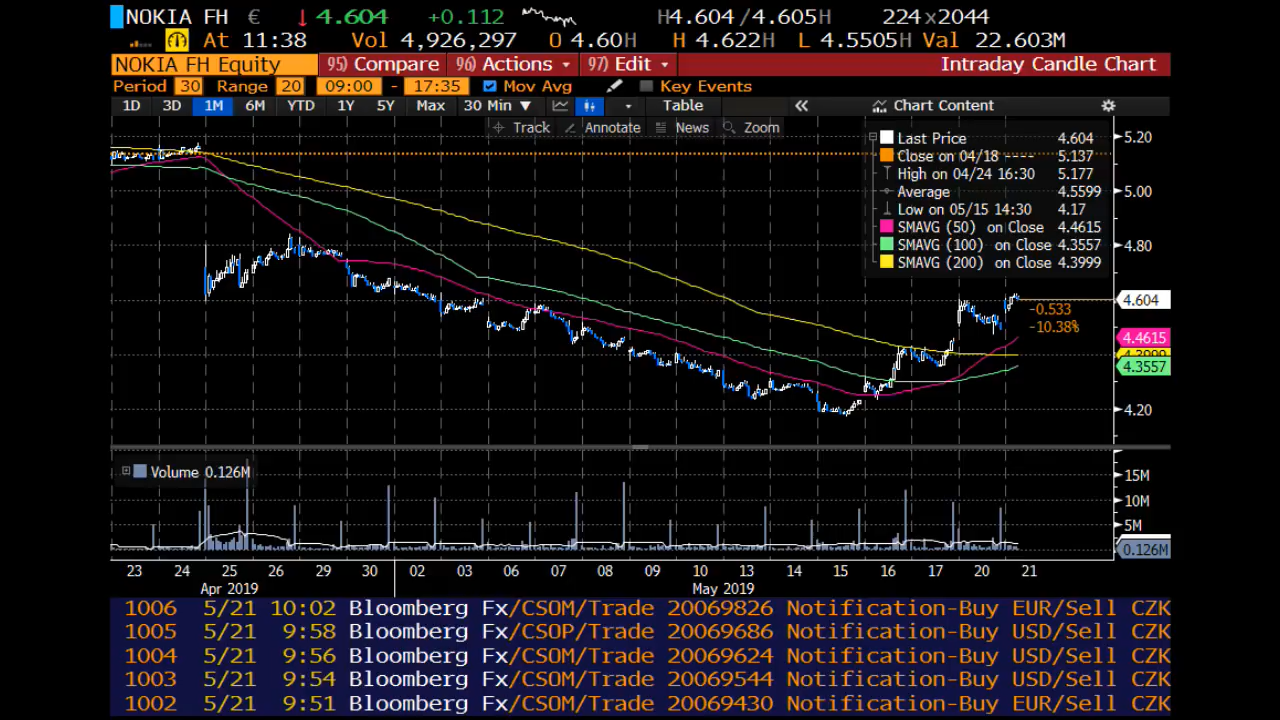 NOKIA FH € ↓ 4.604 +0.112 H4.604/4.605H 224x2044
At 11:38 Vol 4,926,297 O 4.60H H 4.622H L 4.5505H Val 22.603M
NOKIA FH Equity 95) Compare 96) Actions 97) Edit Intraday Candle Chart
Period 30 Range 20 09:00 - 17:35 Mov Avg Key Events
1D 3D 1M 6M YTD 1Y 5Y Max 30 Min ▼ Table « Chart Content
Track Annotate News Zoom
Last Price 4.604
Close on 04/18 ---- 5.137
High on 04/24 16:30 5.177
Average 4.5599
Low on 05/15 14:30 4.17
SMAVG (50) on Close 4.4615
SMAVG (100) on Close 4.3557
SMAVG (200) on Close 4.3999
5.20
5.00
4.80
4.604
-0.533
-10.38%
4.4615
4.3999
4.3557
4.20
Volume 0.126M
15M
10M
5M
0.126M
23 24 25 26 29 30 02 03 06 07 08 09 10 13 14 15 16 17 20 21
Apr 2019 May 2019
1006 5/21 10:02 Bloomberg Fx/CSOM/Trade 20069826 Notification-Buy EUR/Sell CZK
1005 5/21 9:58 Bloomberg Fx/CSOP/Trade 20069686 Notification-Buy USD/Sell CZK
1004 5/21 9:56 Bloomberg Fx/CSOM/Trade 20069624 Notification-Buy USD/Sell CZK
1003 5/21 9:54 Bloomberg Fx/CSOM/Trade 20069544 Notification-Buy USD/Sell CZK
1002 5/21 9:51 Bloomberg Fx/CSOM/Trade 20069430 Notification-Buy USD/Sell CZK